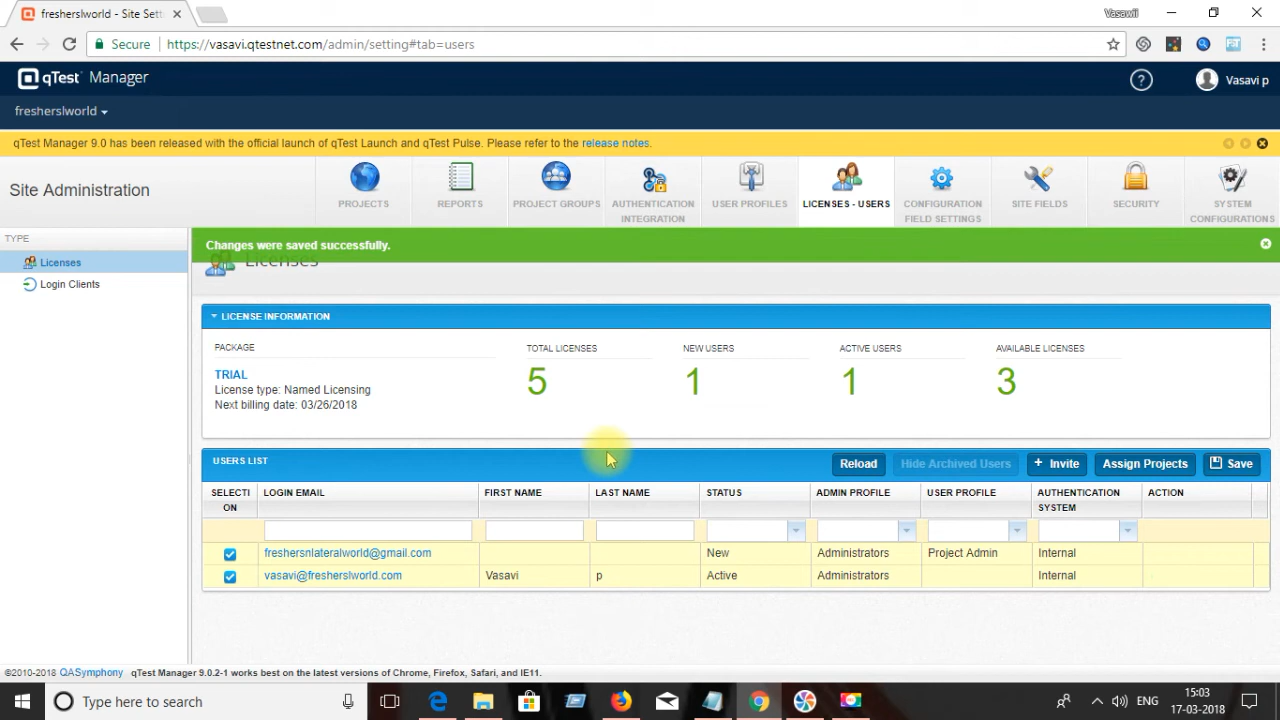 fresherslworld - Site Sett
Vasawii
Secure https://vasavi.qtestnet.com/admin/setting#tab=users
qTest Manager
Vasavi p
fresherslworld
qTest Manager 9.0 has been released with the official launch of qTest Launch and qTest Pulse. Please refer to the release notes.
Site Administration
PROJECTS
REPORTS
PROJECT GROUPS
AUTHENTICATION INTEGRATION
USER PROFILES
LICENSES - USERS
CONFIGURATION FIELD SETTINGS
SITE FIELDS
SECURITY
SYSTEM CONFIGURATIONS
TYPE
Licenses
Login Clients
Changes were saved successfully.
Licenses
LICENSE INFORMATION
PACKAGE TOTAL LICENSES NEW USERS ACTIVE USERS AVAILABLE LICENSES
TRIAL 5 1 1 3
License type: Named Licensing
Next billing date: 03/26/2018
USERS LIST Reload Hide Archived Users + Invite Assign Projects Save
SELECTI ON LOGIN EMAIL FIRST NAME LAST NAME STATUS ADMIN PROFILE USER PROFILE AUTHENTICATION SYSTEM ACTION
freshersnlateralworld@gmail.com New Administrators Project Admin Internal
vasavi@fresherslworld.com Vasavi p Active Administrators Internal
©2010-2018 QASymphony qTest Manager 9.0.2-1 works best on the latest versions of Chrome, Firefox, Safari, and IE11.
Type here to search
ENG
15:03
17-03-2018